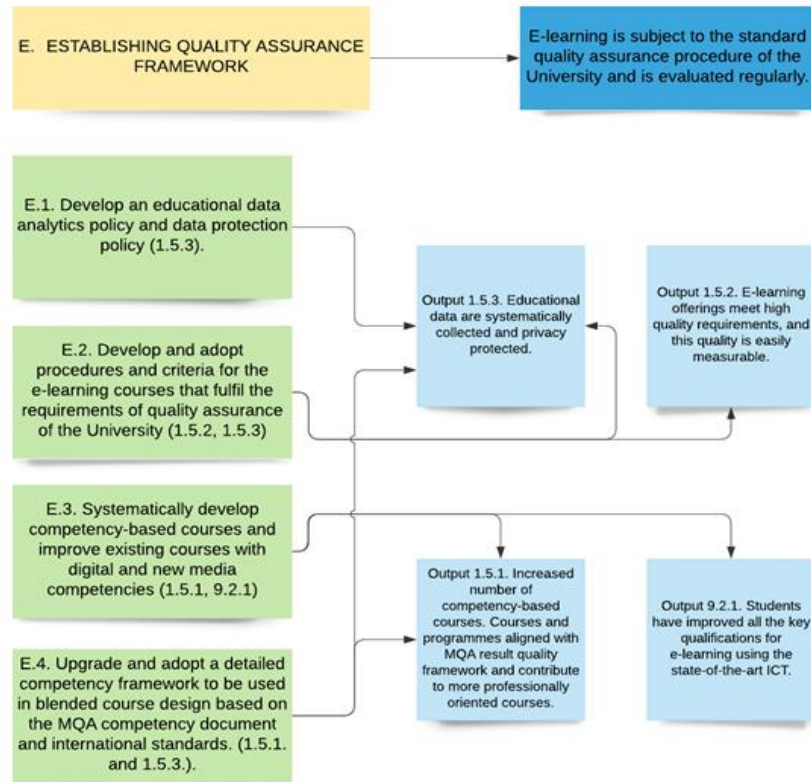 E. ESTABLISHING QUALITY ASSURANCE
FRAMEWORK
E-learning is subject to the standard
quality assurance procedure of the
University and is evaluated regularly.
E.1. Develop an educational data
analytics policy and data protection
policy (1.5.3).
Output 1.5.3. Educational
data are systematically
collected and privacy
protected.
Output 1.5.2. E-learning
offerings meet high
quality requirements, and
this quality is easily
measurable.
E.2. Develop and adopt
procedures and criteria for the
e-learning courses that fulfil the
requirements of quality assurance
of the University (1.5.2, 1.5.3)
E.3. Systematically develop
competency-based courses and
improve existing courses with
digital and new media
competencies (1.5.1, 9.2.1)
Output 1.5.1. Increased
number of
competency-based
courses. Courses and
programmes aligned with
MQA result quality
framework and contribute
to more professionally
oriented courses.
Output 9.2.1. Students
have improved all the key
qualifications for
e-learning using the
state-of-the-art ICT.
E.4. Upgrade and adopt a detailed
competency framework to be used
in blended course design based on
the MQA competency document
and international standards. (1.5.1.
and 1.5.3.).